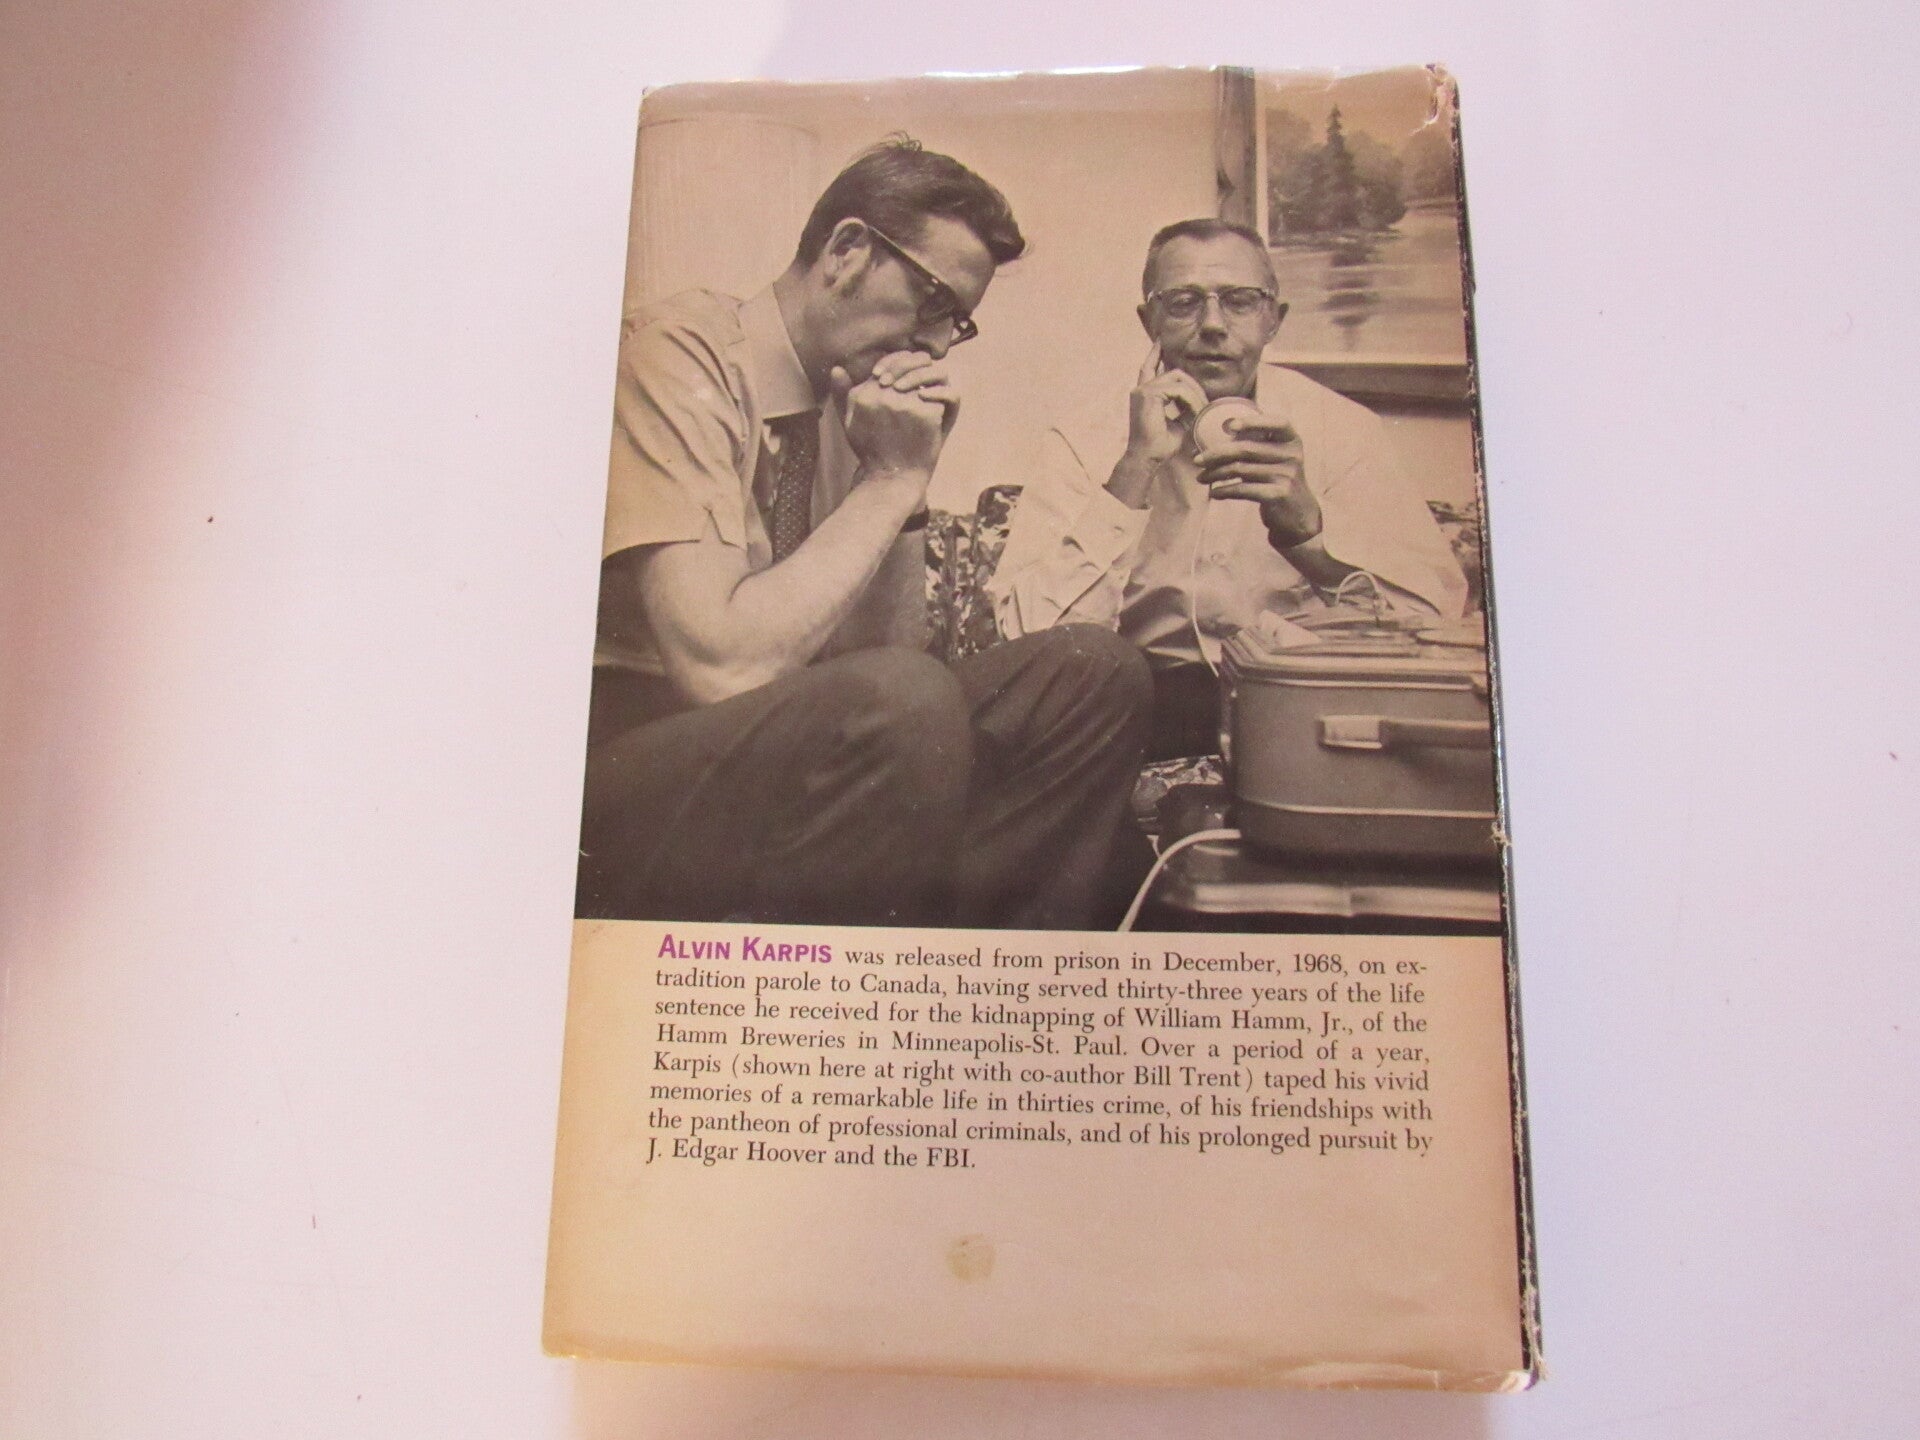 ALVIN KARPIS was released from prison in December, 1968, on ex-
tradition parole to Canada, having served thirty-three years of the life
sentence he received for the kidnapping of William Hamm, Jr., of the
Hamm Breweries in Minneapolis-St. Paul. Over a period of a year,
Karpis (shown here at right with co-author Bill Trent) taped his vivid
memories of a remarkable life in thirties crime, of his friendships with
the pantheon of professional criminals, and of his prolonged pursuit by
J. Edgar Hoover and the FBI.